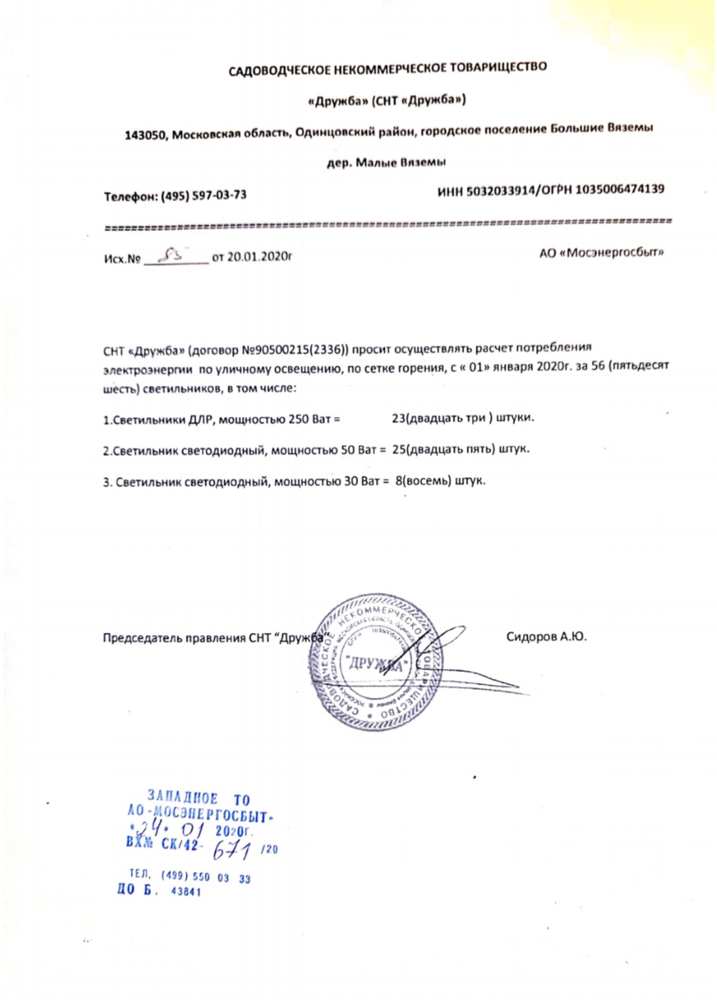 САДОВОДЧЕСКОЕ НЕКОММЕРЧЕСКОЕ ТОВАРИЩЕСТВО
«Дружба» (СНТ «Дружба»)
143050, Московская область, Одинцовский район, городское поселение Большие Вяземы
дер. Малые Вяземы
Телефон: (495) 597-03-73 ИНН 5032033914/ОГРН 1035006474139
Исх.№ от 20.01.2020г АО «Мосэнергосбыт»
СНТ «Дружба» (договор №90500215(2336)) просит осуществлять расчет потребления
электроэнергии по уличному освещению, по сетке горения, с « 01» января 2020г. за 56 (пятьдесят
шесть) светильников, в том числе:
1.Светильники ДЛР, мощностью 250 Ват = 23(двадцать три ) штуки.
2.Светильник светодиодный, мощностью 50 Ват = 25(двадцать пять) штук.
3. Светильник светодиодный, мощностью 30 Ват = 8(восемь) штук.
Председатель правления СНТ "Дружба" Сидоров А.Ю.
САДОВОДЧЕСКОЕ НЕКОММЕРЧЕСКОЕ ТОВАРИЩЕСТВО
"ДРУЖБА"
ЗАПАДНОЕ ТО
АО -МОСЭНЕРГОСБЫТ-
24 01 2020г.
ВХ№ СК/42- 671 /20
ТЕЛ. (499) 550 03 33
ДО Б. 43841